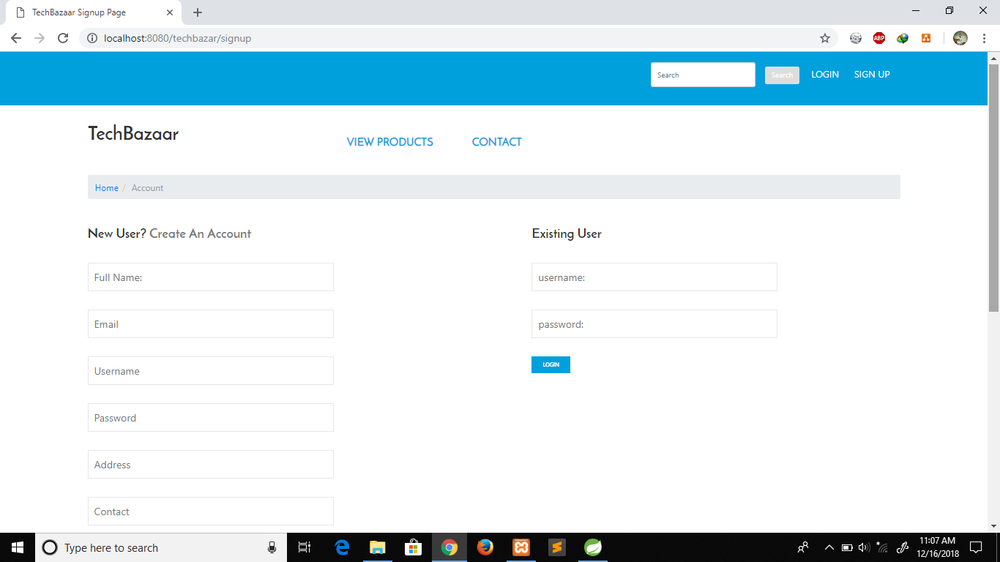 TechBazaar Signup Page
localhost:8080/techbazar/signup
ABP
Search Search LOGIN SIGN UP
TechBazaar VIEW PRODUCTS CONTACT
Home / Account
New User? Create An Account
Full Name:
Email
Username
Password
Address
Contact
Existing User
username:
password:
LOGIN
Type here to search
11:07 AM
12/16/2018